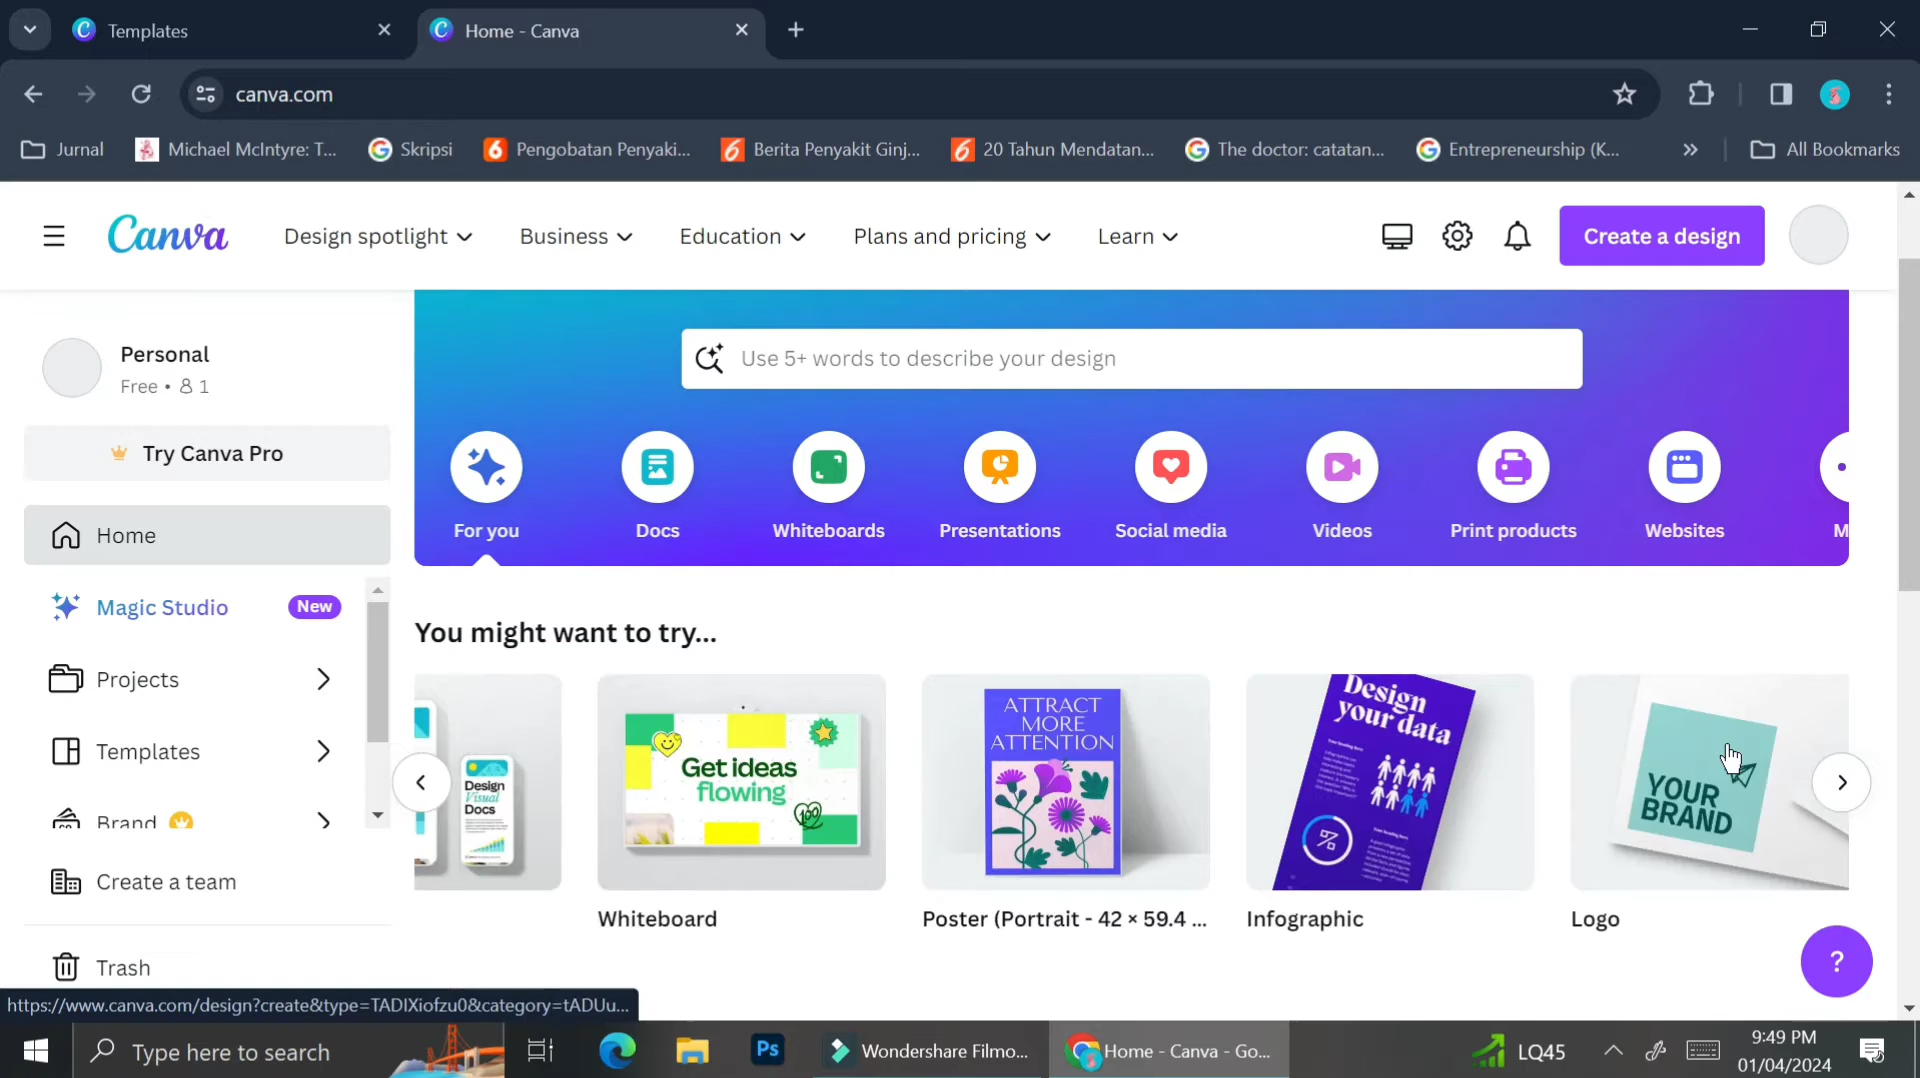 Templates
Home - Canva
canva.com
Jurnal
Michael McIntyre: T...
Skripsi
Pengobatan Penyaki...
Berita Penyakit Ginj...
20 Tahun Mendatan...
The doctor: catatan...
Entrepreneurship (K...
All Bookmarks
Canva
Design spotlight
Business
Education
Plans and pricing
Learn
Create a design
Personal
Free • 1
Try Canva Pro
Home
Magic Studio
New
Projects
Templates
Brand
Create a team
Trash
Use 5+ words to describe your design
For you
Docs
Whiteboards
Presentations
Social media
Videos
Print products
Websites
M
You might want to try...
Design
Visual
Docs
Get ideas
flowing
100
Whiteboard
ATTRACT
MORE
ATTENTION
Poster (Portrait - 42 × 59.4 ...
Design
your data
%
Infographic
YOUR
BRAND
Logo
?
https://www.canva.com/design?create&type=TADIXiofzu0&category=tADUu...
Type here to search
Ps
Wondershare Filmo...
Home - Canva - Go...
LQ45
9:49 PM
01/04/2024